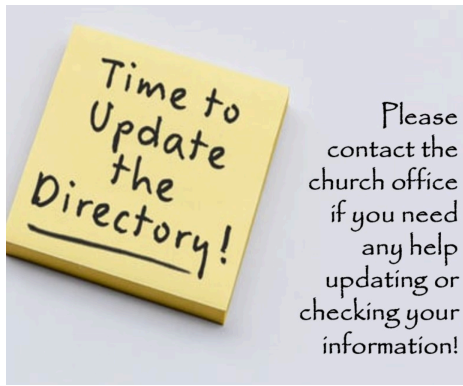 Time to
Update
the
Directory!
Please
contact the
church office
if you need
any help
updating or
checking your
information!